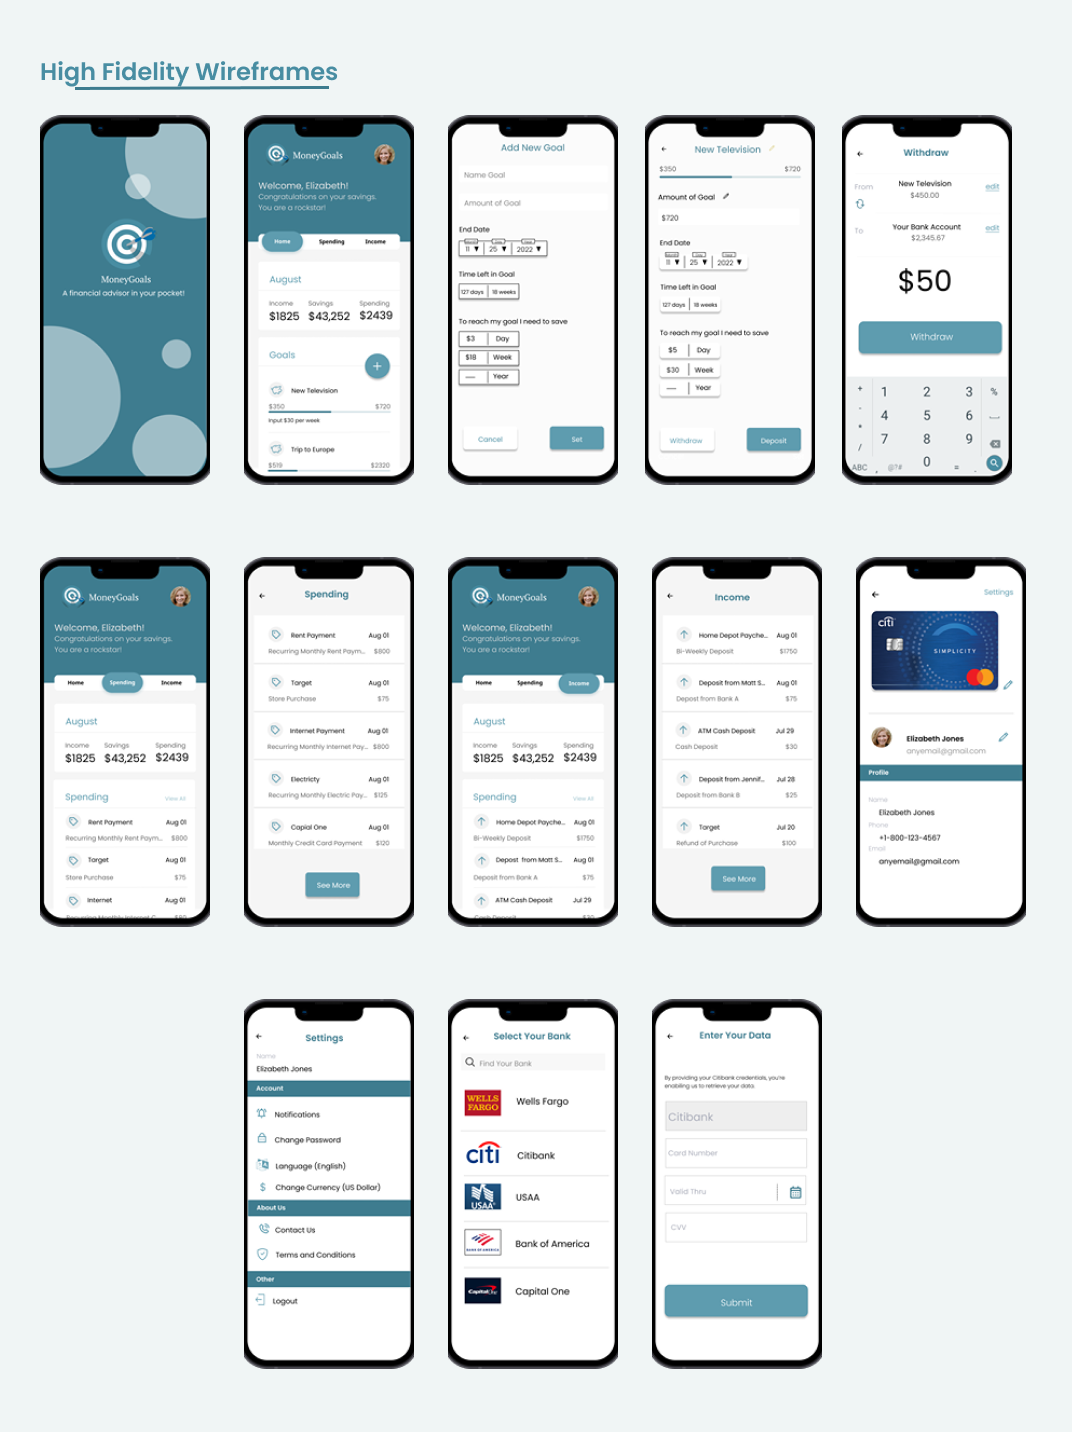 High Fidelity Wireframes
MoneyGoals
A financial advisor in your pocket!
MoneyGoals
Welcome, Elizabeth!
Congratulations on your savings.
You are a rockstar!
Home Spending Income
August
Income Savings Spending
$1825 $43,252 $2439
Goals
+
New Television
$350 $720
Input $30 per week
Trip to Europe
$519 $2320
Add New Goal
Name Goal
Amount of Goal
End Date
11 ▼ 25 ▼ 2022 ▼
Time Left in Goal
127 days 18 weeks
To reach my goal I need to save
$3 Day
$18 Week
— Year
Cancel Set
← New Television
$350 $720
Amount of Goal
$720
End Date
11 ▼ 25 ▼ 2022 ▼
Time Left in Goal
127 days 18 weeks
To reach my goal I need to save
$5 Day
$30 Week
— Year
Withdraw Deposit
← Withdraw
From New Television edit
$450.00
To Your Bank Account edit
$2,345.67
$50
Withdraw
+ 1 2 3 %
4 5 6
* 7 8 9
/ 0
ABC , @?# = .
MoneyGoals
Welcome, Elizabeth!
Congratulations on your savings.
You are a rockstar!
Home Spending Income
August
Income Savings Spending
$1825 $43,252 $2439
Spending View All
Rent Payment Aug 01
Recurring Monthly Rent Paym... $800
Target Aug 01
Store Purchase $75
Internet Aug 01
Recurring Monthly Internet C... $80
← Spending
Rent Payment Aug 01
Recurring Monthly Rent Paym... $800
Target Aug 01
Store Purchase $75
Internet Payment Aug 01
Recurring Monthly Internet Pay... $800
Electricty Aug 01
Recurring Monthly Electric Pay... $125
Capial One Aug 01
Monthly Credit Card Payment $120
See More
MoneyGoals
Welcome, Elizabeth!
Congratulations on your savings.
You are a rockstar!
Home Spending Income
August
Income Savings Spending
$1825 $43,252 $2439
Spending View All
Home Depot Payche... Aug 01
Bi-Weekly Deposit $1750
Depost from Matt S... Aug 01
Deposit from Bank A $75
ATM Cash Deposit Jul 29
Cash Deposit $30
← Income
Home Depot Payche... Aug 01
Bi-Weekly Deposit $1750
Deposit from Matt S... Aug 01
Depost from Bank A $75
ATM Cash Deposit Jul 29
Cash Deposit $30
Deposit from Jennif... Jul 28
Deposit from Bank B $25
Target Jul 20
Refund of Purchase $100
See More
← Settings
citi
SIMPLICITY
Elizabeth Jones
anyemail@gmail.com
Profile
Name
Elizabeth Jones
Phone
+1-800-123-4567
Email
anyemail@gmail.com
← Settings
Name
Elizabeth Jones
Account
Notifications
Change Password
Language (English)
$ Change Currency (US Dollar)
About Us
Contact Us
Terms and Conditions
Other
Logout
← Select Your Bank
Find Your Bank
WELLS FARGO Wells Fargo
citi Citibank
USAA USAA
BANK OF AMERICA Bank of America
Capital One Capital One
← Enter Your Data
By providing your Citibank credentials, you're
enabling us to retrieve your data.
Citibank
Card Number
Valid Thru
CVV
Submit